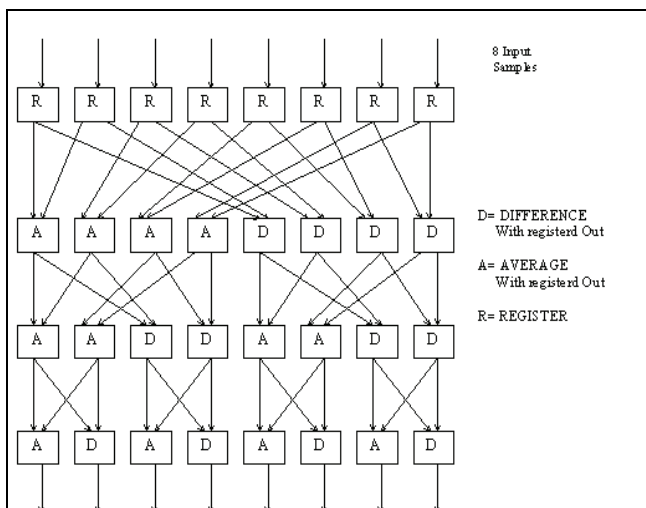 8 Input
Samples
R R R R R R R R
A A A A D D D D
D= DIFFERENCE
With registerd Out
A= AVERAGE
With registerd Out
R= REGISTER
A A D D A A D D
A D A D A D A D